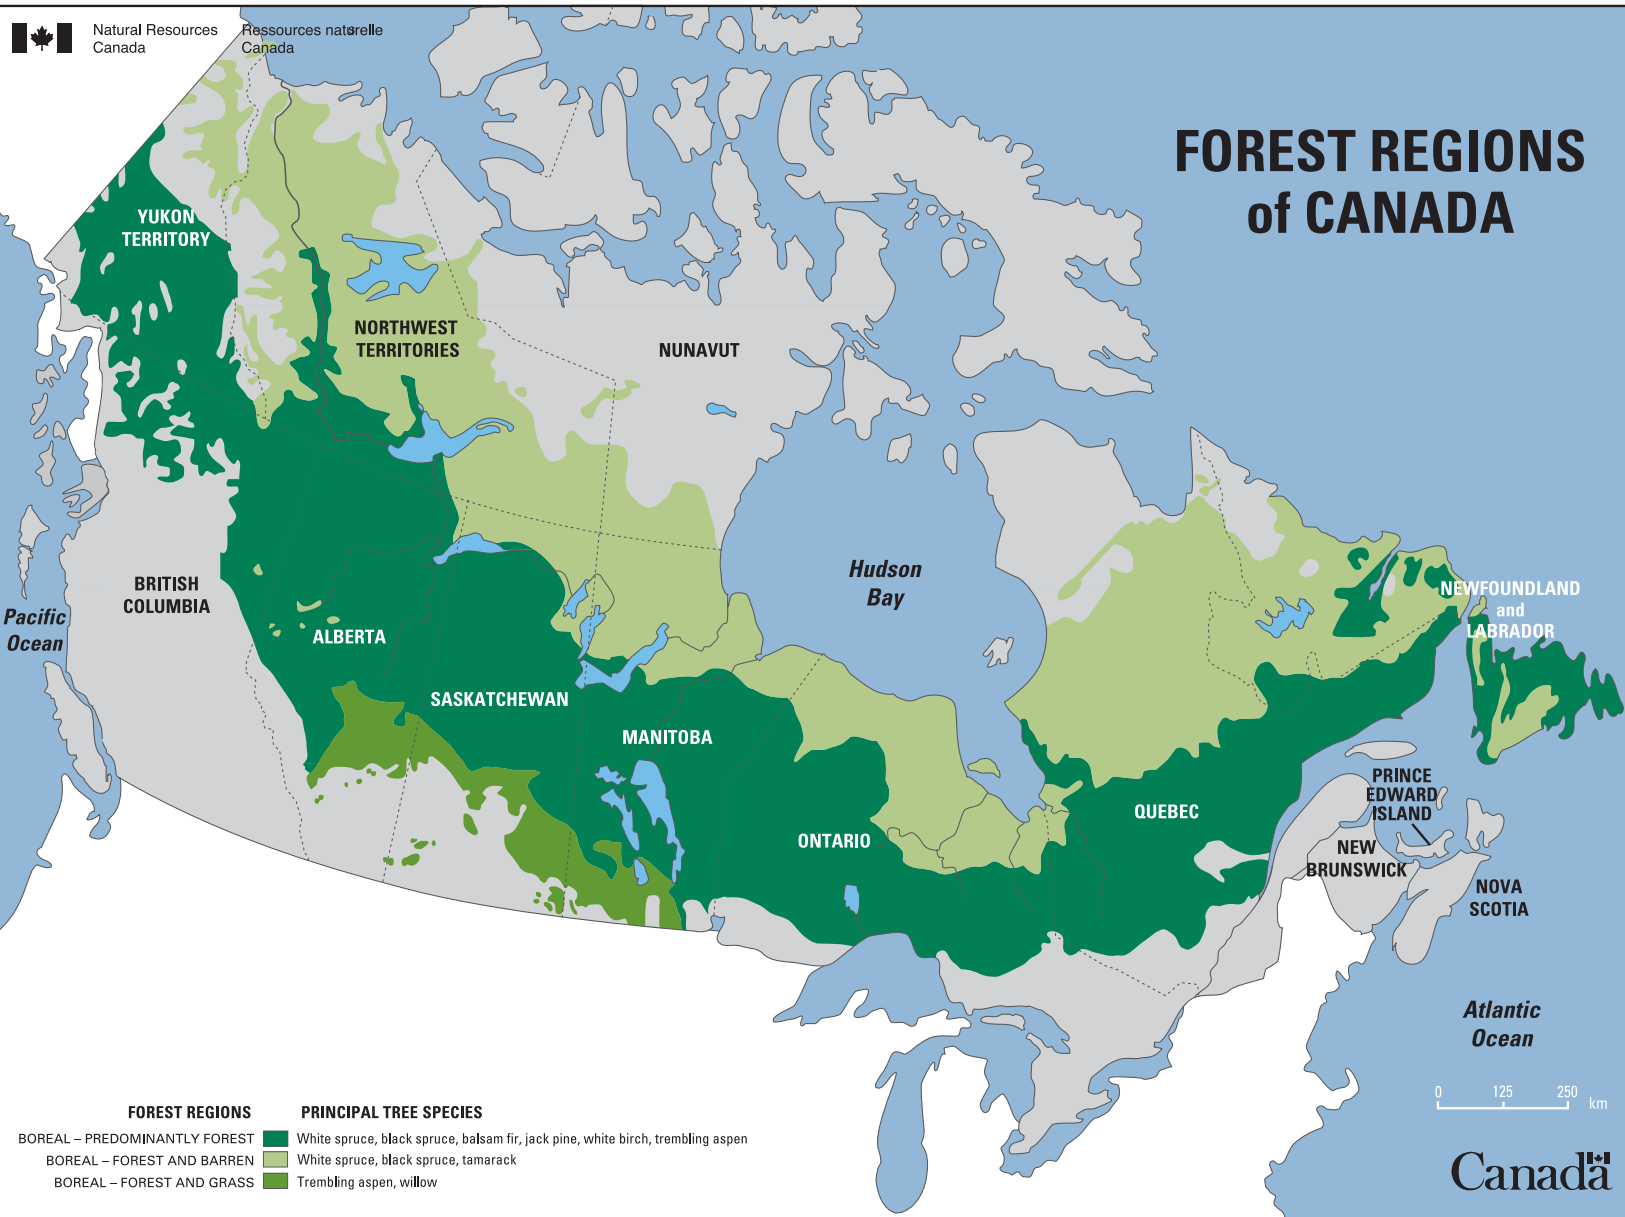 Natural Resources
Canada
Ressources naturelle
Canada
FOREST REGIONS
of CANADA
YUKON
TERRITORY
NORTHWEST
TERRITORIES
NUNAVUT
BRITISH
COLUMBIA
Pacific
Ocean
ALBERTA
SASKATCHEWAN
MANITOBA
Hudson
Bay
ONTARIO
QUEBEC
NEWFOUNDLAND
and
LABRADOR
PRINCE
EDWARD
ISLAND
NEW
BRUNSWICK
NOVA
SCOTIA
Atlantic
Ocean
0 125 250
km
FOREST REGIONS PRINCIPAL TREE SPECIES
BOREAL – PREDOMINANTLY FOREST White spruce, black spruce, balsam fir, jack pine, white birch, trembling aspen
BOREAL – FOREST AND BARREN White spruce, black spruce, tamarack
BOREAL – FOREST AND GRASS Trembling aspen, willow
Canada